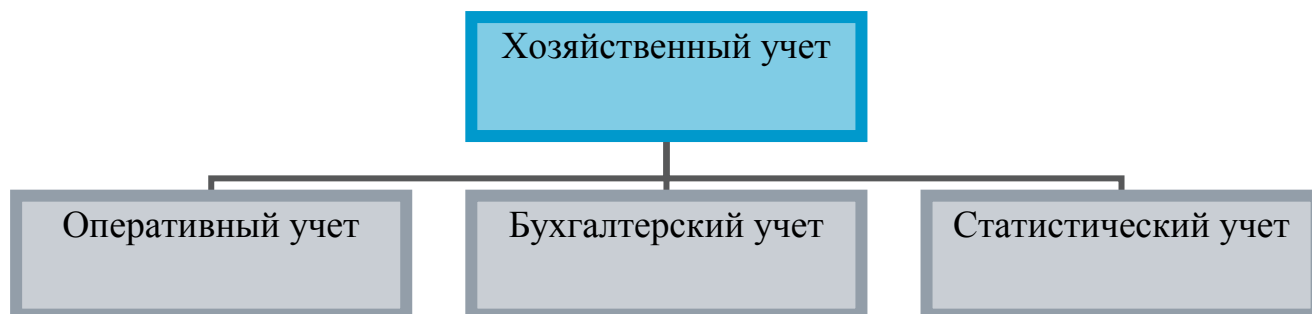 Хозяйственный учет
Оперативный учет
Бухгалтерский учет
Статистический учет